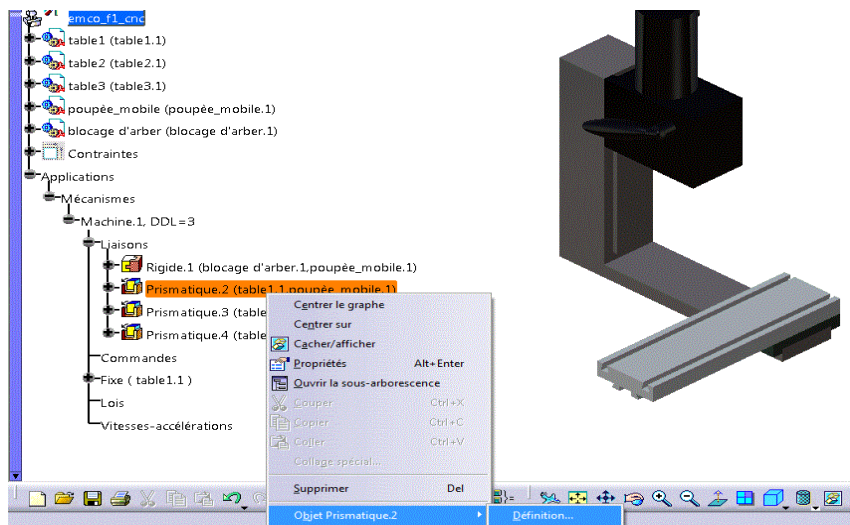 emco_f1_cnc
table1 (table1.1)
table2 (table2.1)
table3 (table3.1)
poupée_mobile (poupée_mobile.1)
blocage d'arber (blocage d'arber.1)
Contraintes
Applications
Mécanismes
Machine.1, DDL=3
Liaisons
Rigide.1 (blocage d'arber.1,poupée_mobile.1)
Prismatique.2 (table1.1,poupée_mobile.1)
Prismatique.3 (table
Prismatique.4 (table
Commandes
Fixe ( table1.1 )
Lois
Vitesses-accélérations
Centrer le graphe
Centrer sur
Cacher/afficher
Propriétés Alt+Enter
Ouvrir la sous-arborescence
Couper Ctrl+X
Copier Ctrl+C
Coller Ctrl+V
Collage spécial...
Supprimer Del
Objet Prismatique.2
Définition...